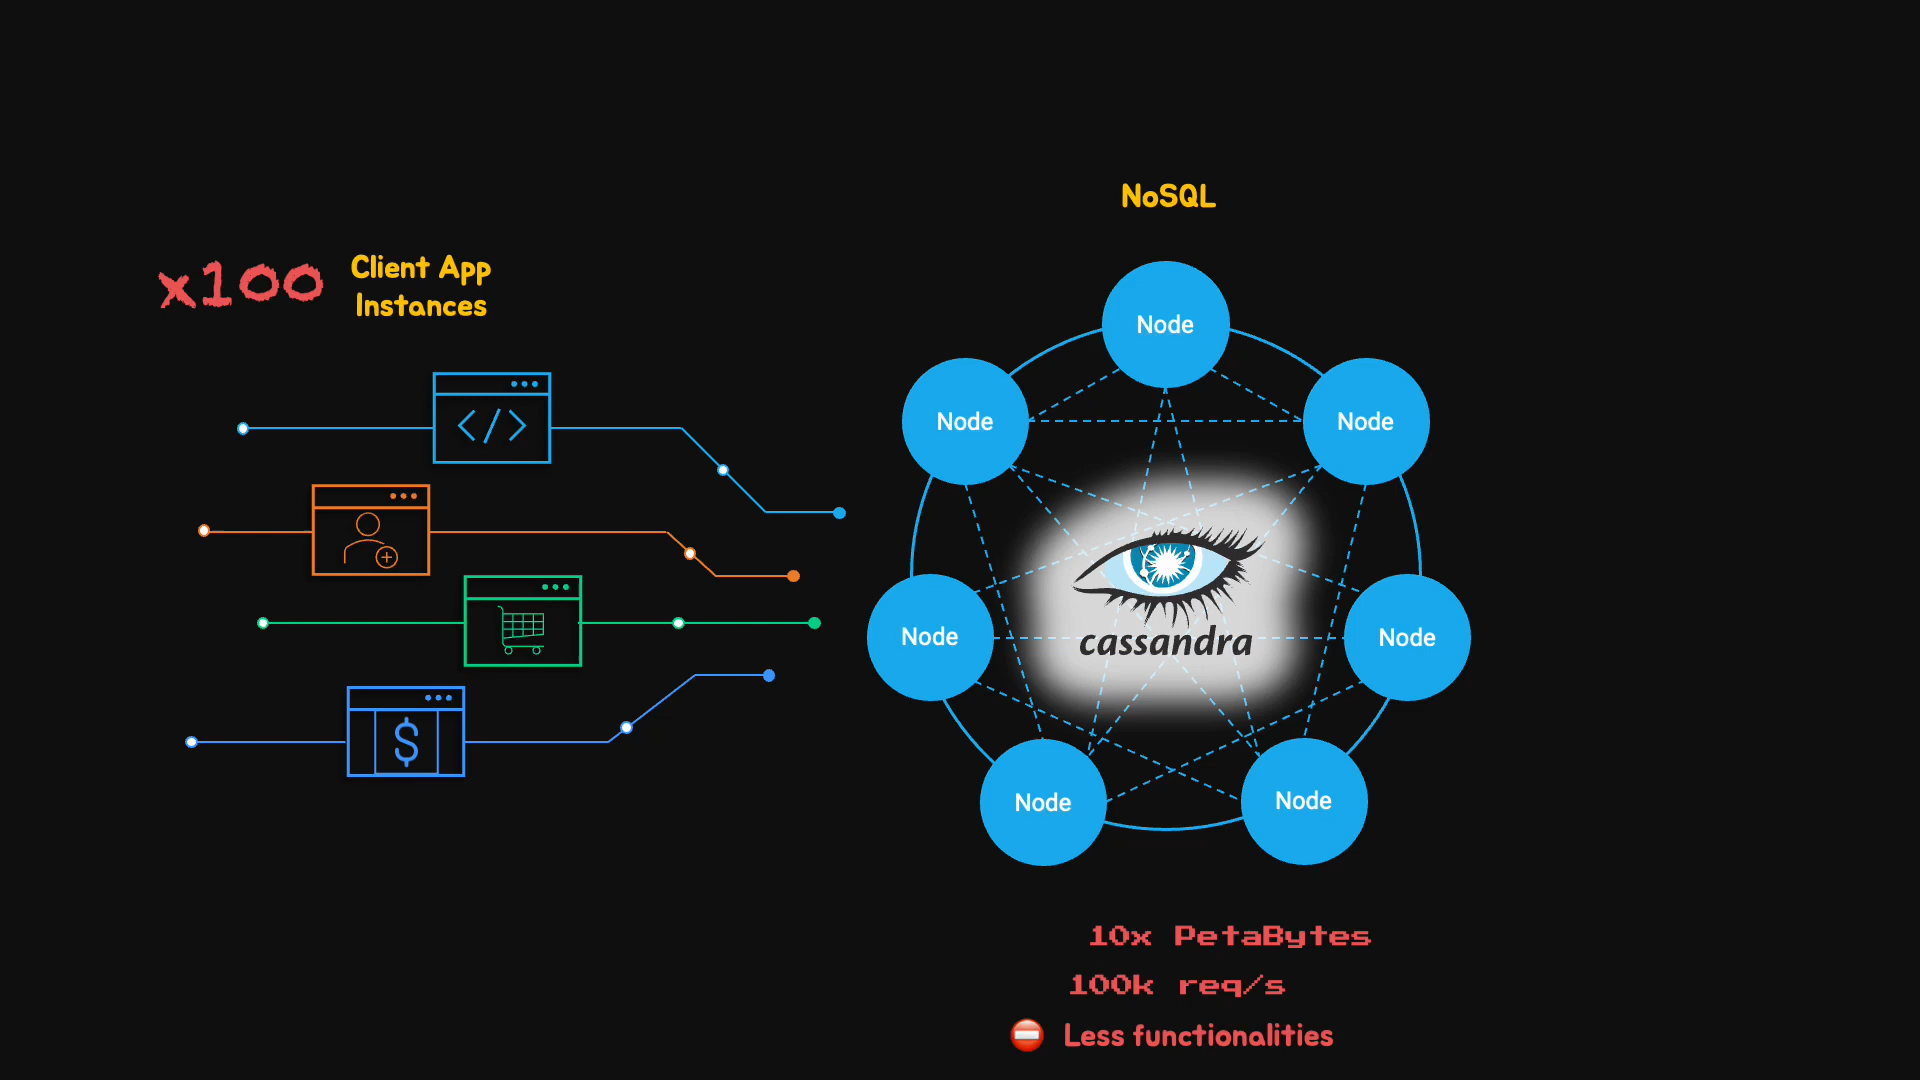 NoSQL
x100
Client App
Instances
Node
Node
Node
</>
cassandra
Node
Node
$
Node
Node
10x PetaBytes
100k req/s
Less functionalities